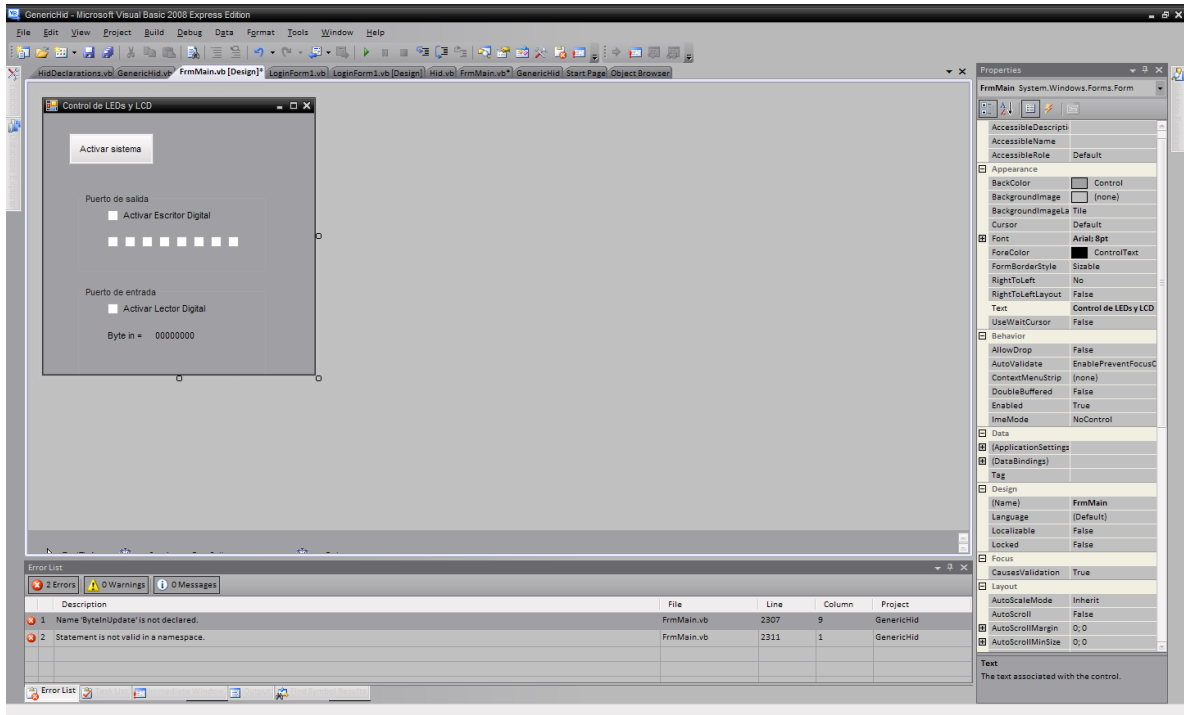 GenericHid - Microsoft Visual Basic 2008 Express Edition
File Edit View Project Build Debug Data Format Tools Window Help
HidDeclarations.vb GenericHid.vb FrmMain.vb [Design]* LoginForm1.vb LoginForm1.vb [Design] Hid.vb FrmMain.vb* GenericHid Start Page Object Browser
Control de LEDs y LCD
Activar sistema
Puerto de salida
Activar Escritor Digital
Puerto de entrada
Activar Lector Digital
Byte in = 00000000
Properties
FrmMain System.Windows.Forms.Form
AccessibleDescripti
AccessibleName
AccessibleRole Default
Appearance
BackColor Control
BackgroundImage (none)
BackgroundImageLa Tile
Cursor Default
Font Arial; 8pt
ForeColor ControlText
FormBorderStyle Sizable
RightToLeft No
RightToLeftLayout False
Text Control de LEDs y LCD
UseWaitCursor False
Behavior
AllowDrop False
AutoValidate EnablePreventFocusC
ContextMenuStrip (none)
DoubleBuffered False
Enabled True
ImeMode NoControl
Data
(ApplicationSettings
(DataBindings)
Tag
Design
(Name) FrmMain
Language (Default)
Localizable False
Locked False
Focus
CausesValidation True
Layout
AutoScaleMode Inherit
AutoScroll False
AutoScrollMargin 0; 0
AutoScrollMinSize 0; 0
Text
The text associated with the control.
Error List
2 Errors 0 Warnings 0 Messages
Description File Line Column Project
1 Name 'ByteInUpdate' is not declared. FrmMain.vb 2307 9 GenericHid
2 Statement is not valid in a namespace. FrmMain.vb 2311 1 GenericHid
Error List